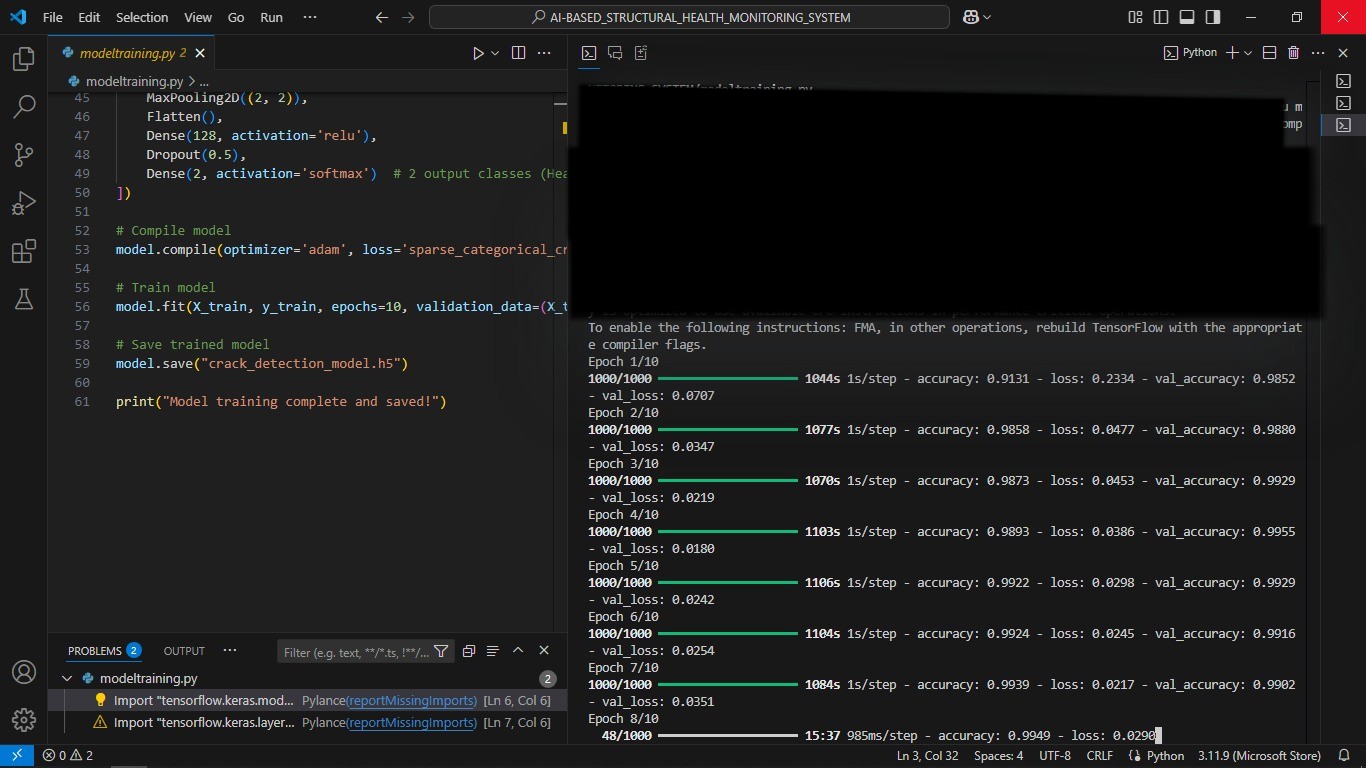 File Edit Selection View Go Run ···
AI-BASED_STRUCTURAL_HEALTH_MONITORING_SYSTEM
modeltraining.py 2
modeltraining.py > ...
45 MaxPooling2D((2, 2)),
46 Flatten(),
47 Dense(128, activation='relu'),
48 Dropout(0.5),
49 Dense(2, activation='softmax')  # 2 output classes (Hea
50 ])
51
52 # Compile model
53 model.compile(optimizer='adam', loss='sparse_categorical_cr
54
55 # Train model
56 model.fit(X_train, y_train, epochs=10, validation_data=(X_t
57
58 # Save trained model
59 model.save("crack_detection_model.h5")
60
61 print("Model training complete and saved!")
PROBLEMS 2 OUTPUT ···
Filter (e.g. text, **/*.ts, !**/...
modeltraining.py 2
Import "tensorflow.keras.mod... Pylance(reportMissingImports) [Ln 6, Col 6]
Import "tensorflow.keras.layer... Pylance(reportMissingImports) [Ln 7, Col 6]
Python
To enable the following instructions: FMA, in other operations, rebuild TensorFlow with the appropriat
e compiler flags.
Epoch 1/10
1000/1000 1044s 1s/step - accuracy: 0.9131 - loss: 0.2334 - val_accuracy: 0.9852
- val_loss: 0.0707
Epoch 2/10
1000/1000 1077s 1s/step - accuracy: 0.9858 - loss: 0.0477 - val_accuracy: 0.9880
- val_loss: 0.0347
Epoch 3/10
1000/1000 1070s 1s/step - accuracy: 0.9873 - loss: 0.0453 - val_accuracy: 0.9929
- val_loss: 0.0219
Epoch 4/10
1000/1000 1103s 1s/step - accuracy: 0.9893 - loss: 0.0386 - val_accuracy: 0.9955
- val_loss: 0.0180
Epoch 5/10
1000/1000 1106s 1s/step - accuracy: 0.9922 - loss: 0.0298 - val_accuracy: 0.9929
- val_loss: 0.0242
Epoch 6/10
1000/1000 1104s 1s/step - accuracy: 0.9924 - loss: 0.0245 - val_accuracy: 0.9916
- val_loss: 0.0254
Epoch 7/10
1000/1000 1084s 1s/step - accuracy: 0.9939 - loss: 0.0217 - val_accuracy: 0.9902
- val_loss: 0.0351
Epoch 8/10
48/1000 15:37 985ms/step - accuracy: 0.9949 - loss: 0.0290
0 2 Ln 3, Col 32 Spaces: 4 UTF-8 CRLF Python 3.11.9 (Microsoft Store)